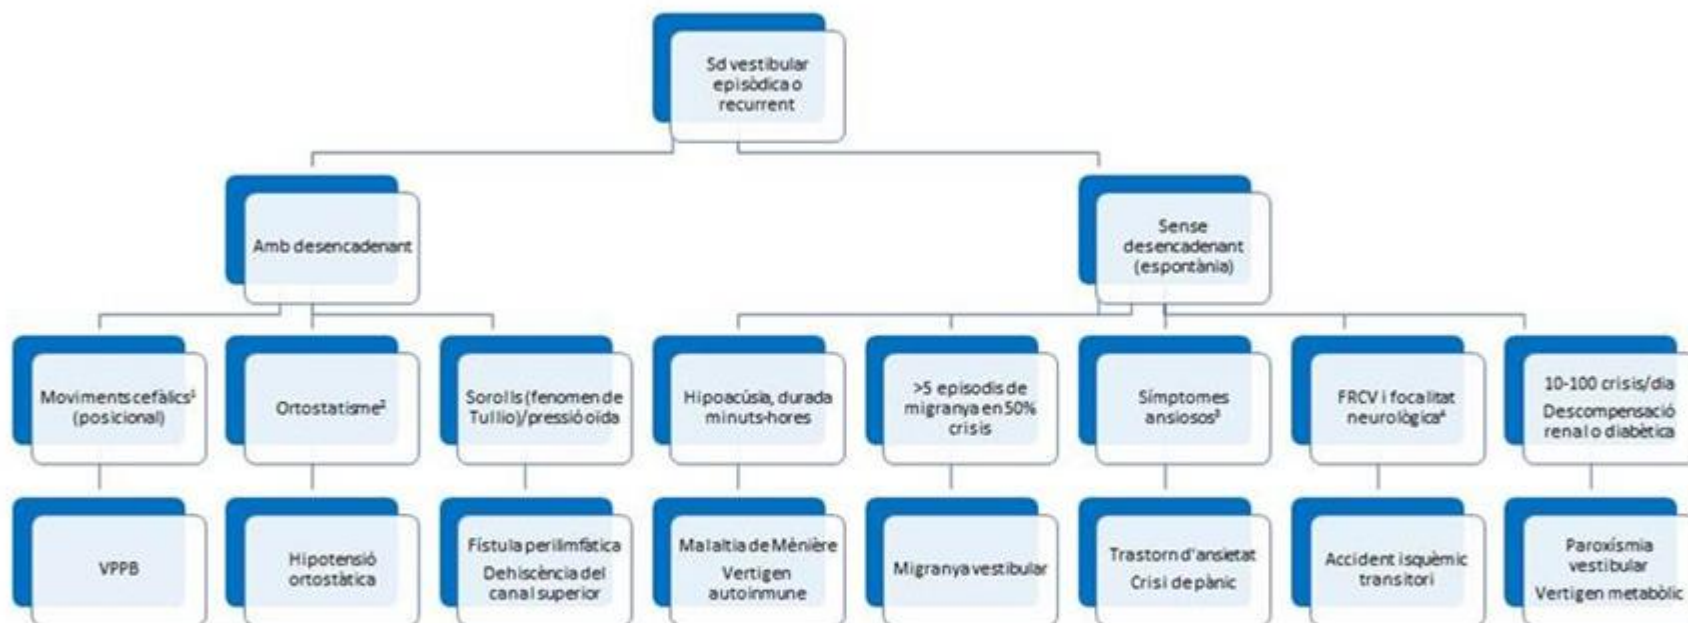 Sd vestibular
episòdica o
recurrent
Amb desencadenant
Sense
desencadenant
(espontània)
Moviments cefàlics¹
(posicional)
Ortostatisme²
Sorolls (fenomen de
Tullio)/pressió oïda
Hipoacúsia, durada
minuts-hores
>5 episodis de
migranya en 50%
crisis
Símptomes
ansiosos³
FRCV i focalitat
neurològica⁴
10-100 crisis/dia
Descompensació
renal o diabètica
VPPB
Hipotensió
ortostàtica
Fístula perilimfàtica
Dehiscència del
canal superior
Malaltia de Mènière
Vertigen
autoinmune
Migranya vestibular
Trastorn d'ansietat
Crisi de pànic
Accident isquèmic
transitori
Paroxísmia
vestibular
Vertigen metabòlic